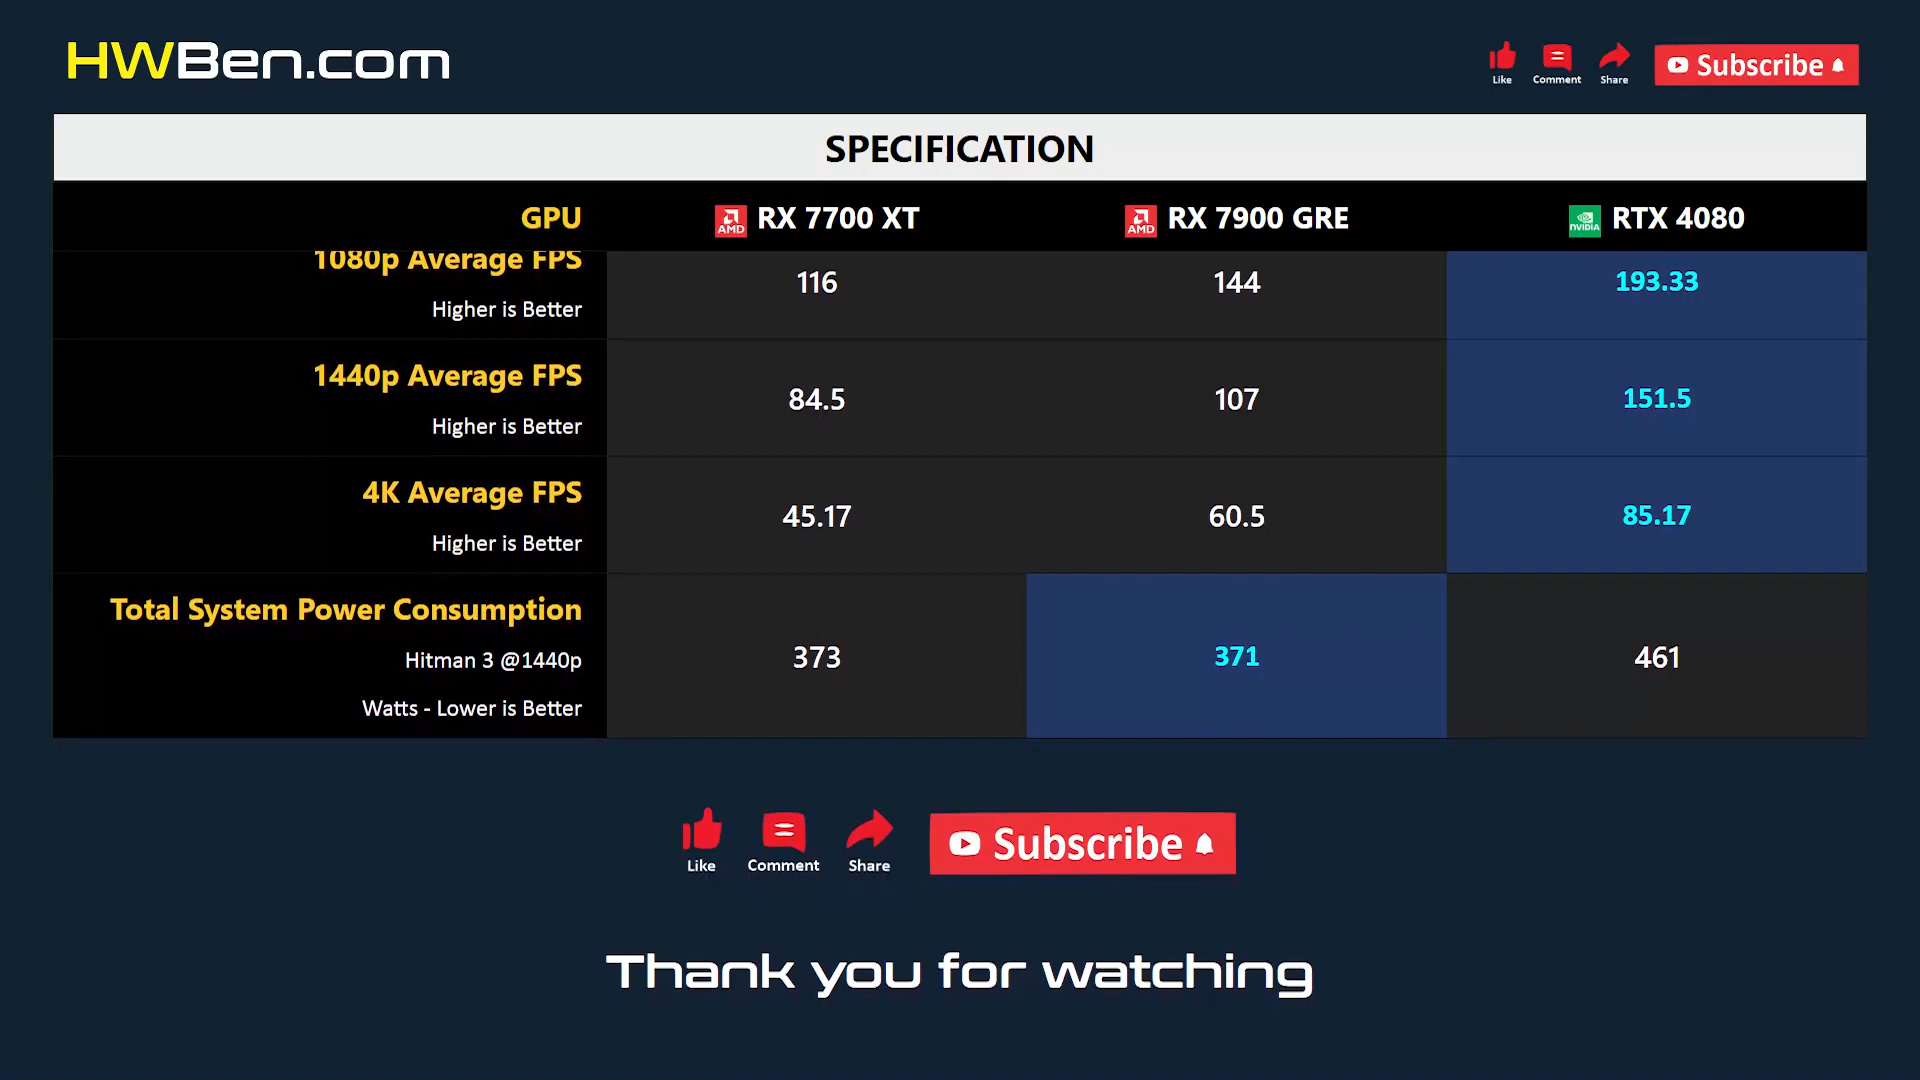 HWBen.com
Like
Comment
Share
Subscribe
SPECIFICATION
GPU
AMD
RX 7700 XT
AMD
RX 7900 GRE
NVIDIA
RTX 4080
1080p Average FPS
Higher is Better
116
144
193.33
1440p Average FPS
Higher is Better
84.5
107
151.5
4K Average FPS
Higher is Better
45.17
60.5
85.17
Total System Power Consumption
Hitman 3 @1440p
Watts - Lower is Better
373
371
461
Like
Comment
Share
Subscribe
Thank you for watching